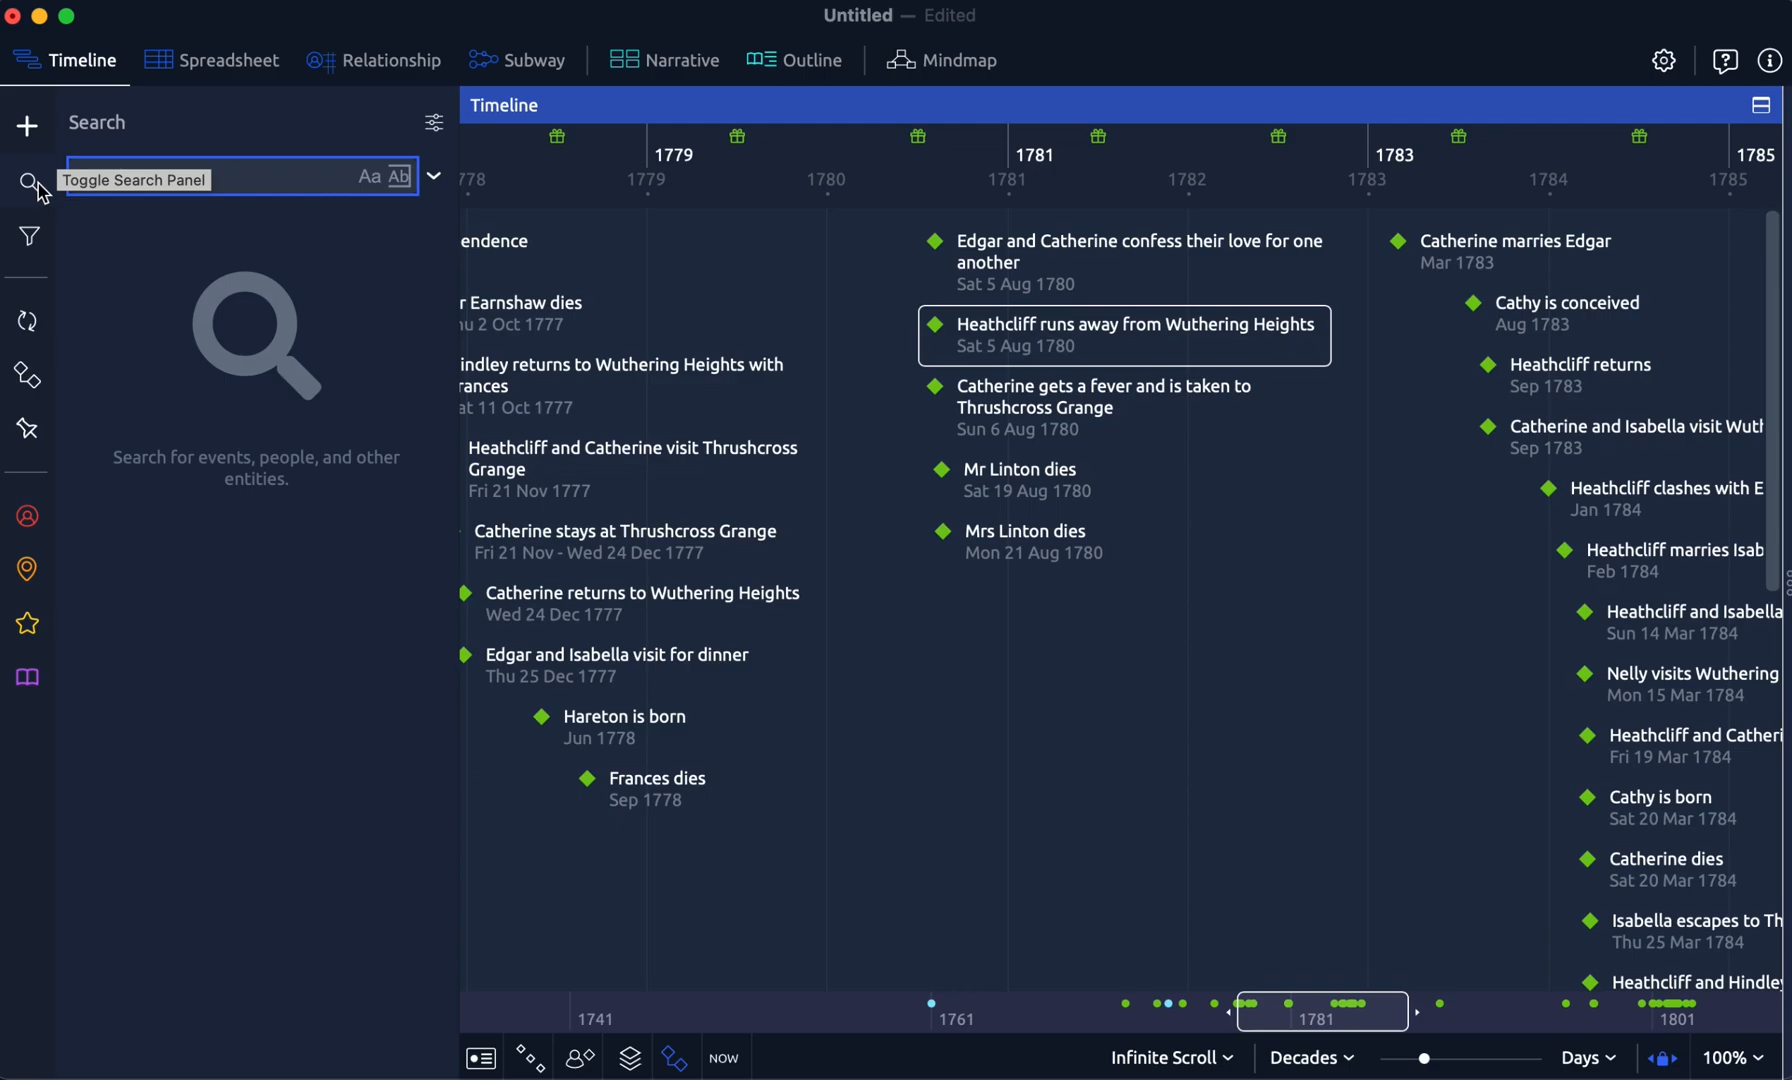 Untitled — Edited
Timeline Spreadsheet Relationship Subway Narrative Outline Mindmap
Search
Aa Ab
Toggle Search Panel
Search for events, people, and other
entities.
Timeline
1779 1781 1783 1785
778 1779 1780 1781 1782 1783 1784 1785
endence
r Earnshaw dies
nu 2 Oct 1777
indley returns to Wuthering Heights with
rances
at 11 Oct 1777
Heathcliff and Catherine visit Thrushcross
Grange
Fri 21 Nov 1777
Catherine stays at Thrushcross Grange
Fri 21 Nov - Wed 24 Dec 1777
Catherine returns to Wuthering Heights
Wed 24 Dec 1777
Edgar and Isabella visit for dinner
Thu 25 Dec 1777
Hareton is born
Jun 1778
Frances dies
Sep 1778
Edgar and Catherine confess their love for one
another
Sat 5 Aug 1780
Heathcliff runs away from Wuthering Heights
Sat 5 Aug 1780
Catherine gets a fever and is taken to
Thrushcross Grange
Sun 6 Aug 1780
Mr Linton dies
Sat 19 Aug 1780
Mrs Linton dies
Mon 21 Aug 1780
Catherine marries Edgar
Mar 1783
Cathy is conceived
Aug 1783
Heathcliff returns
Sep 1783
Catherine and Isabella visit Wuth
Sep 1783
Heathcliff clashes with E
Jan 1784
Heathcliff marries Isab
Feb 1784
Heathcliff and Isabella
Sun 14 Mar 1784
Nelly visits Wuthering
Mon 15 Mar 1784
Heathcliff and Catheri
Fri 19 Mar 1784
Cathy is born
Sat 20 Mar 1784
Catherine dies
Sat 20 Mar 1784
Isabella escapes to Th
Thu 25 Mar 1784
Heathcliff and Hindley
1741 1761 1781 1801
NOW Infinite Scroll Decades Days 100%